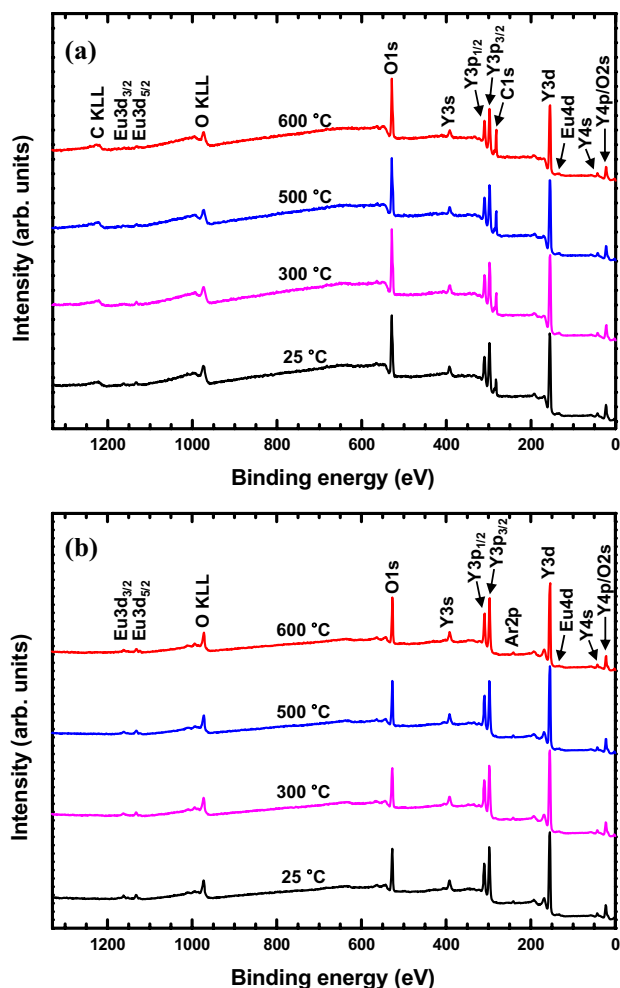 (a)
Intensity (arb. units)
C KLL
Eu3d3/2
Eu3d5/2
O KLL
O1s
Y3s
Y3p1/2
Y3p3/2
C1s
Y3d
Eu4d
Y4s
Y4p/O2s
600 °C
500 °C
300 °C
25 °C
1200 1000 800 600 400 200 0
Binding energy (eV)
(b)
Intensity (arb. units)
Eu3d3/2
Eu3d5/2
O KLL
O1s
Y3s
Y3p1/2
Y3p3/2
Ar2p
Y3d
Eu4d
Y4s
Y4p/O2s
600 °C
500 °C
300 °C
25 °C
1200 1000 800 600 400 200 0
Binding energy (eV)